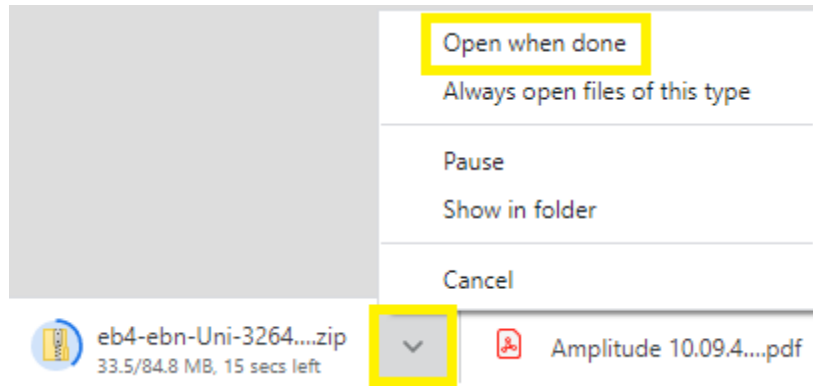 Open when done
Always open files of this type
Pause
Show in folder
Cancel
eb4-ebn-Uni-3264....zip
33.5/84.8 MB, 15 secs left
Amplitude 10.09.4....pdf